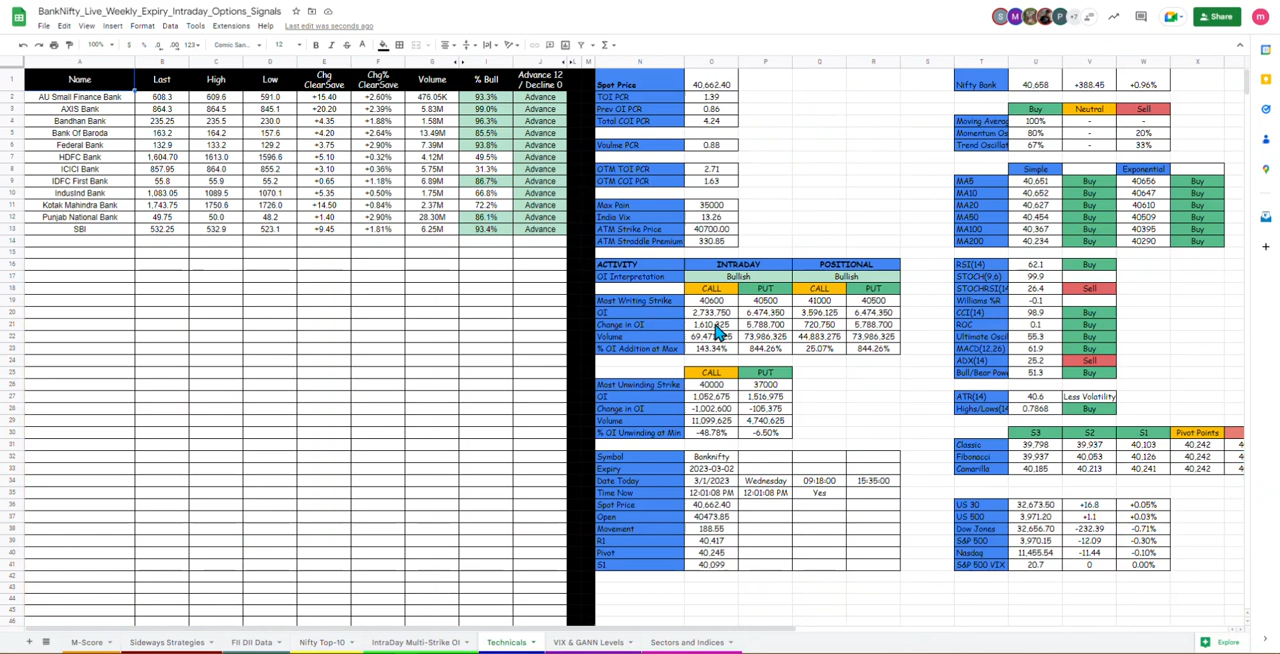 BankNifty_Live_Weekly_Expiry_Intraday_Options_Signals
File Edit View Insert Format Data Tools Extensions Help Last edit was seconds ago
Share
100% $ % .0 .00 123 Comic San... 12
Name Last High Low Chg ClearSave Chg% ClearSave Volume % Bull Advance 12 / Decline 0
AU Small Finance Bank 608.3 609.6 591.0 +15.40 +2.60% 476.05K 93.3% Advance
AXIS Bank 864.3 864.5 845.1 +20.20 +2.39% 5.83M 99.0% Advance
Bandhan Bank 235.25 235.5 230.0 +4.35 +1.88% 1.58M 96.3% Advance
Bank Of Baroda 163.2 164.2 157.6 +4.20 +2.64% 13.49M 85.5% Advance
Federal Bank 132.9 133.2 129.2 +3.75 +2.90% 7.39M 93.8% Advance
HDFC Bank 1,604.70 1613.0 1596.6 +5.10 +0.32% 4.12M 49.5% Advance
ICICI Bank 857.95 864.0 855.2 +3.10 +0.36% 5.75M 31.3% Advance
IDFC First Bank 55.8 55.9 55.2 +0.65 +1.18% 6.89M 86.7% Advance
IndusInd Bank 1,083.05 1089.5 1070.1 +5.35 +0.50% 1.75M 66.8% Advance
Kotak Mahindra Bank 1,743.75 1750.6 1726.0 +14.50 +0.84% 2.37M 72.2% Advance
Punjab National Bank 49.75 50.0 48.2 +1.40 +2.90% 28.30M 86.1% Advance
SBI 532.25 532.9 523.1 +9.45 +1.81% 6.25M 93.4% Advance
Spot Price 40,662.40
TOI PCR 1.39
Prev OI PCR 0.86
Total COI PCR 4.24
Voulme PCR 0.88
OTM TOI PCR 2.71
OTM COI PCR 1.63
Max Pain 35000
India Vix 13.26
ATM Strike Price 40700.00
ATM Straddle Premium 330.85
ACTIVITY INTRADAY POSITIONAL
OI Interpretation Bullish Bullish
CALL PUT CALL PUT
Most Writing Strike 40600 40500 41000 40500
OI 2,733,750 6,474,350 3,596,125 6,474,350
Change in OI 1,610, 25 5,788,700 720,750 5,788,700
Volume 69,47 25 73,986,325 44,883,275 73,986,325
% OI Addition at Max 143.34% 844.26% 25.07% 844.26%
CALL PUT
Most Unwinding Strike 40000 37000
OI 1,052,675 1,516,975
Change in OI -1,002,600 -105,375
Volume 11,099,625 4,740,625
% OI Unwinding at Min -48.78% -6.50%
Symbol Banknifty
Expiry 2023-03-02
Date Today 3/1/2023 Wednesday 09:18:00 15:35:00
Time Now 12:01:08 PM 12:01:08 PM Yes
Spot Price 40,662.40
Open 40473.85
Movement 188.55
R1 40,417
Pivot 40,245
S1 40,099
Nifty Bank 40,658 +388.45 +0.96%
Buy Neutral Sell
Moving Averag 100% - -
Momentum Os 80% - 20%
Trend Oscillat 67% - 33%
Simple Exponential
MA5 40,651 Buy 40656 Buy
MA10 40,652 Buy 40647 Buy
MA20 40,627 Buy 40610 Buy
MA50 40,454 Buy 40509 Buy
MA100 40,367 Buy 40395 Buy
MA200 40,234 Buy 40290 Buy
RSI(14) 62.1 Buy
STOCH(9,6) 99.9
STOCHRSI(14 26.4 Sell
Williams %R -0.1
CCI(14) 98.9 Buy
ROC 0.1 Buy
Ultimate Oscil 55.3 Buy
MACD(12,26) 61.9 Buy
ADX(14) 25.2 Sell
Bull/Bear Powe 51.3 Buy
ATR(14) 40.6 Less Volatility
Highs/Lows(14 0.7868 Buy
S3 S2 S1 Pivot Points
Classic 39,798 39,937 40,103 40,242 4
Fibonacci 39,937 40,053 40,126 40,242 4
Camarilla 40,185 40,213 40,241 40,242 4
US 30 32,673.50 +16.8 +0.05%
US 500 3,971.20 +1.1 +0.03%
Dow Jones 32,656.70 -232.39 -0.71%
S&P 500 3,970.15 -12.09 -0.30%
Nasdaq 11,455.54 -11.44 -0.10%
S&P 500 VIX 20.7 0 0.00%
M-Score Sideways Strategies FII DII Data Nifty Top-10 IntraDay Multi-Strike OI Technicals VIX & GANN Levels Sectors and Indices Explore